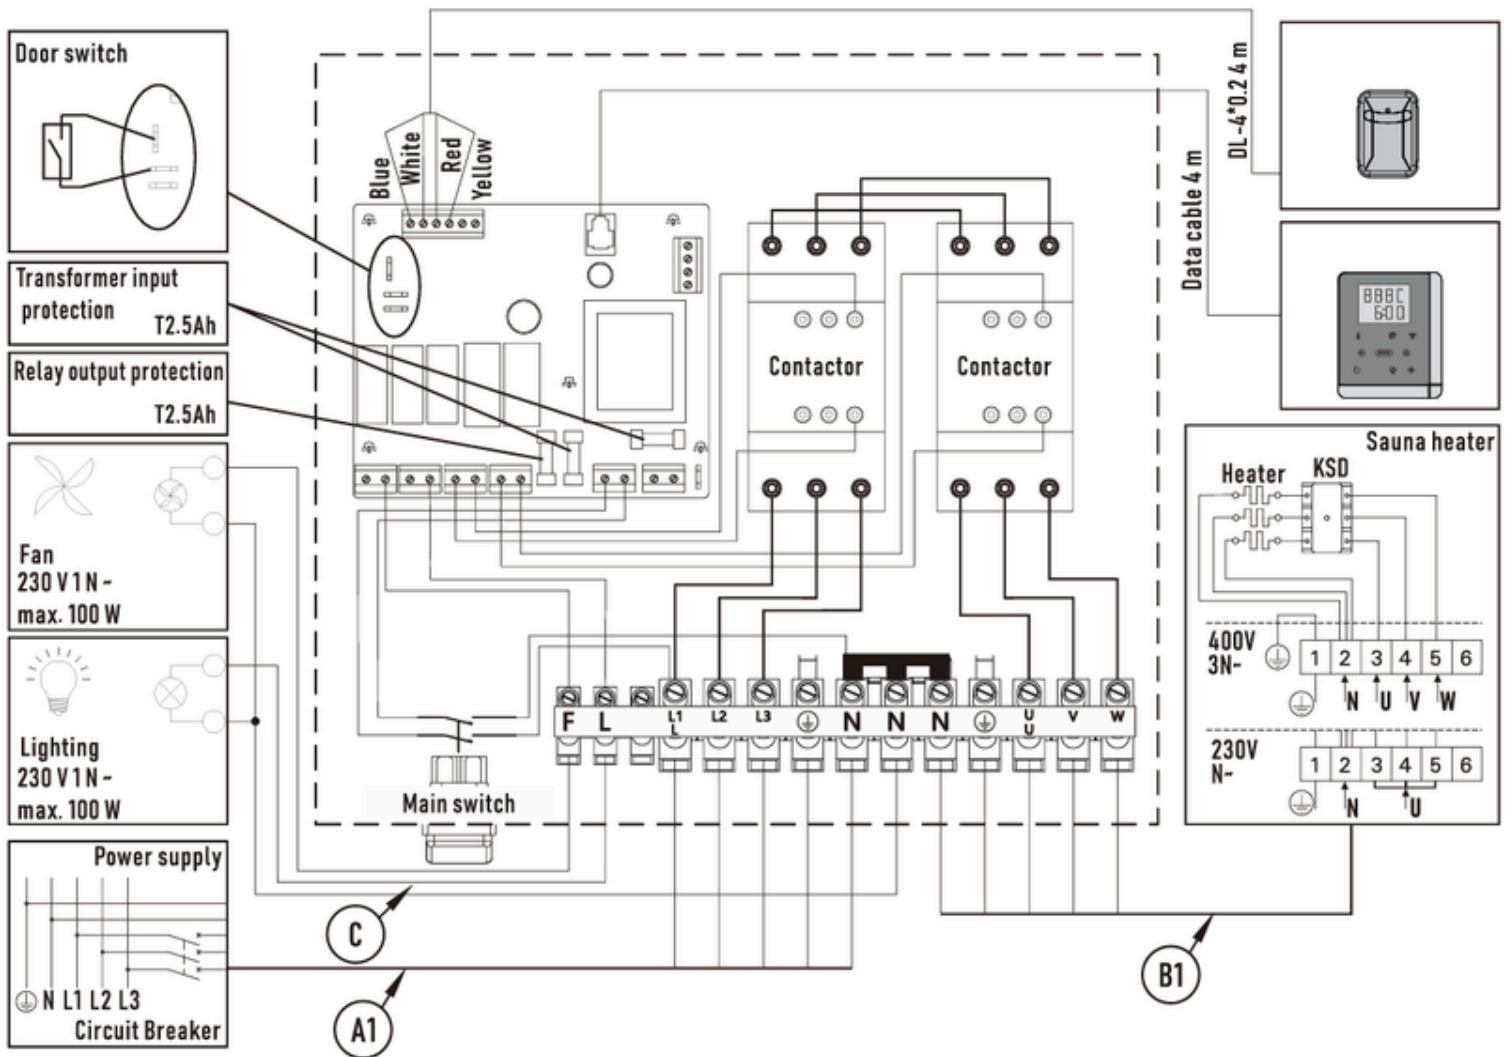 Door switch
Transformer input
protection
T2.5Ah
Relay output protection
T2.5Ah
Fan
230 V 1 N ~
max. 100 W
Lighting
230 V 1 N ~
max. 100 W
Power supply
N L1 L2 L3
Circuit Breaker
Blue
White
Red
Yellow
Contactor
Contactor
Main switch
F L L1 L2 L3 N N N U V W
L U
C
A1
B1
DL-4*0.2 4 m
Data cable 4 m
888C
6:00
Sauna heater
Heater
KSD
400V
3N~
1 2 3 4 5 6
N U V W
230V
N~
1 2 3 4 5 6
N U